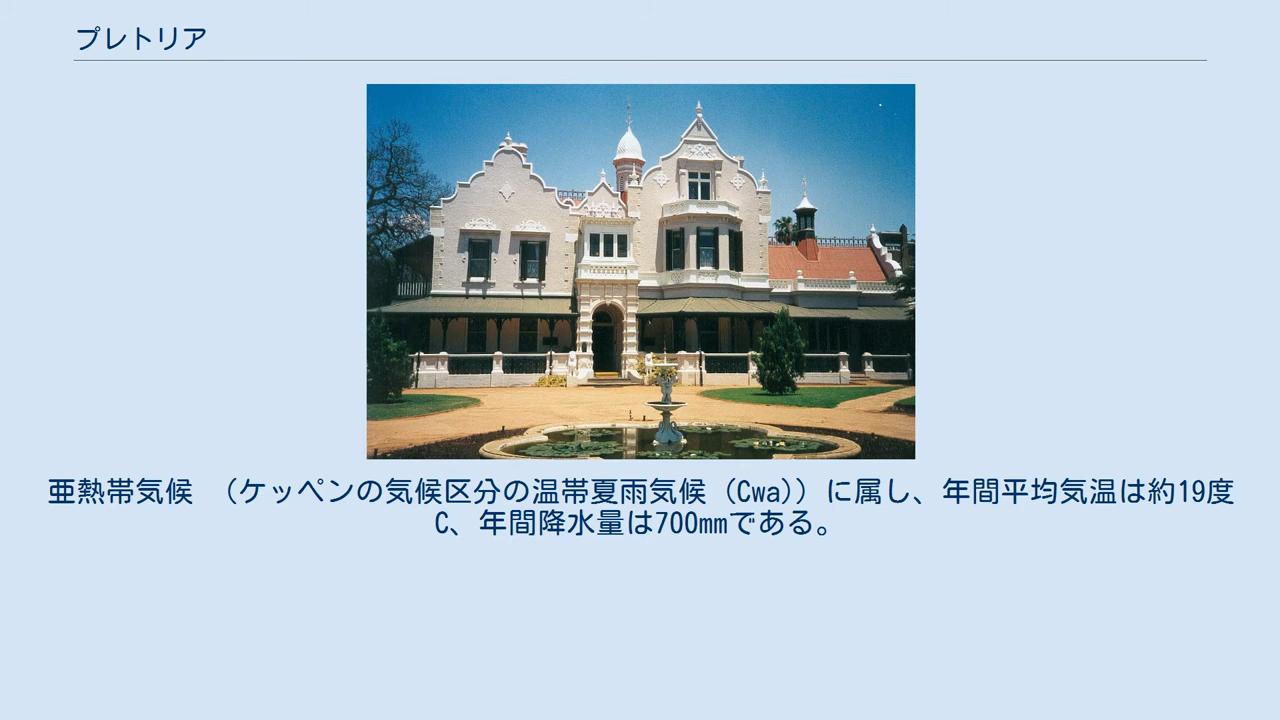 プレトリア
亜熱帯気候　（ケッペンの気候区分の温帯夏雨気候（Cwa））に属し、年間平均気温は約19度
C、年間降水量は700mmである。